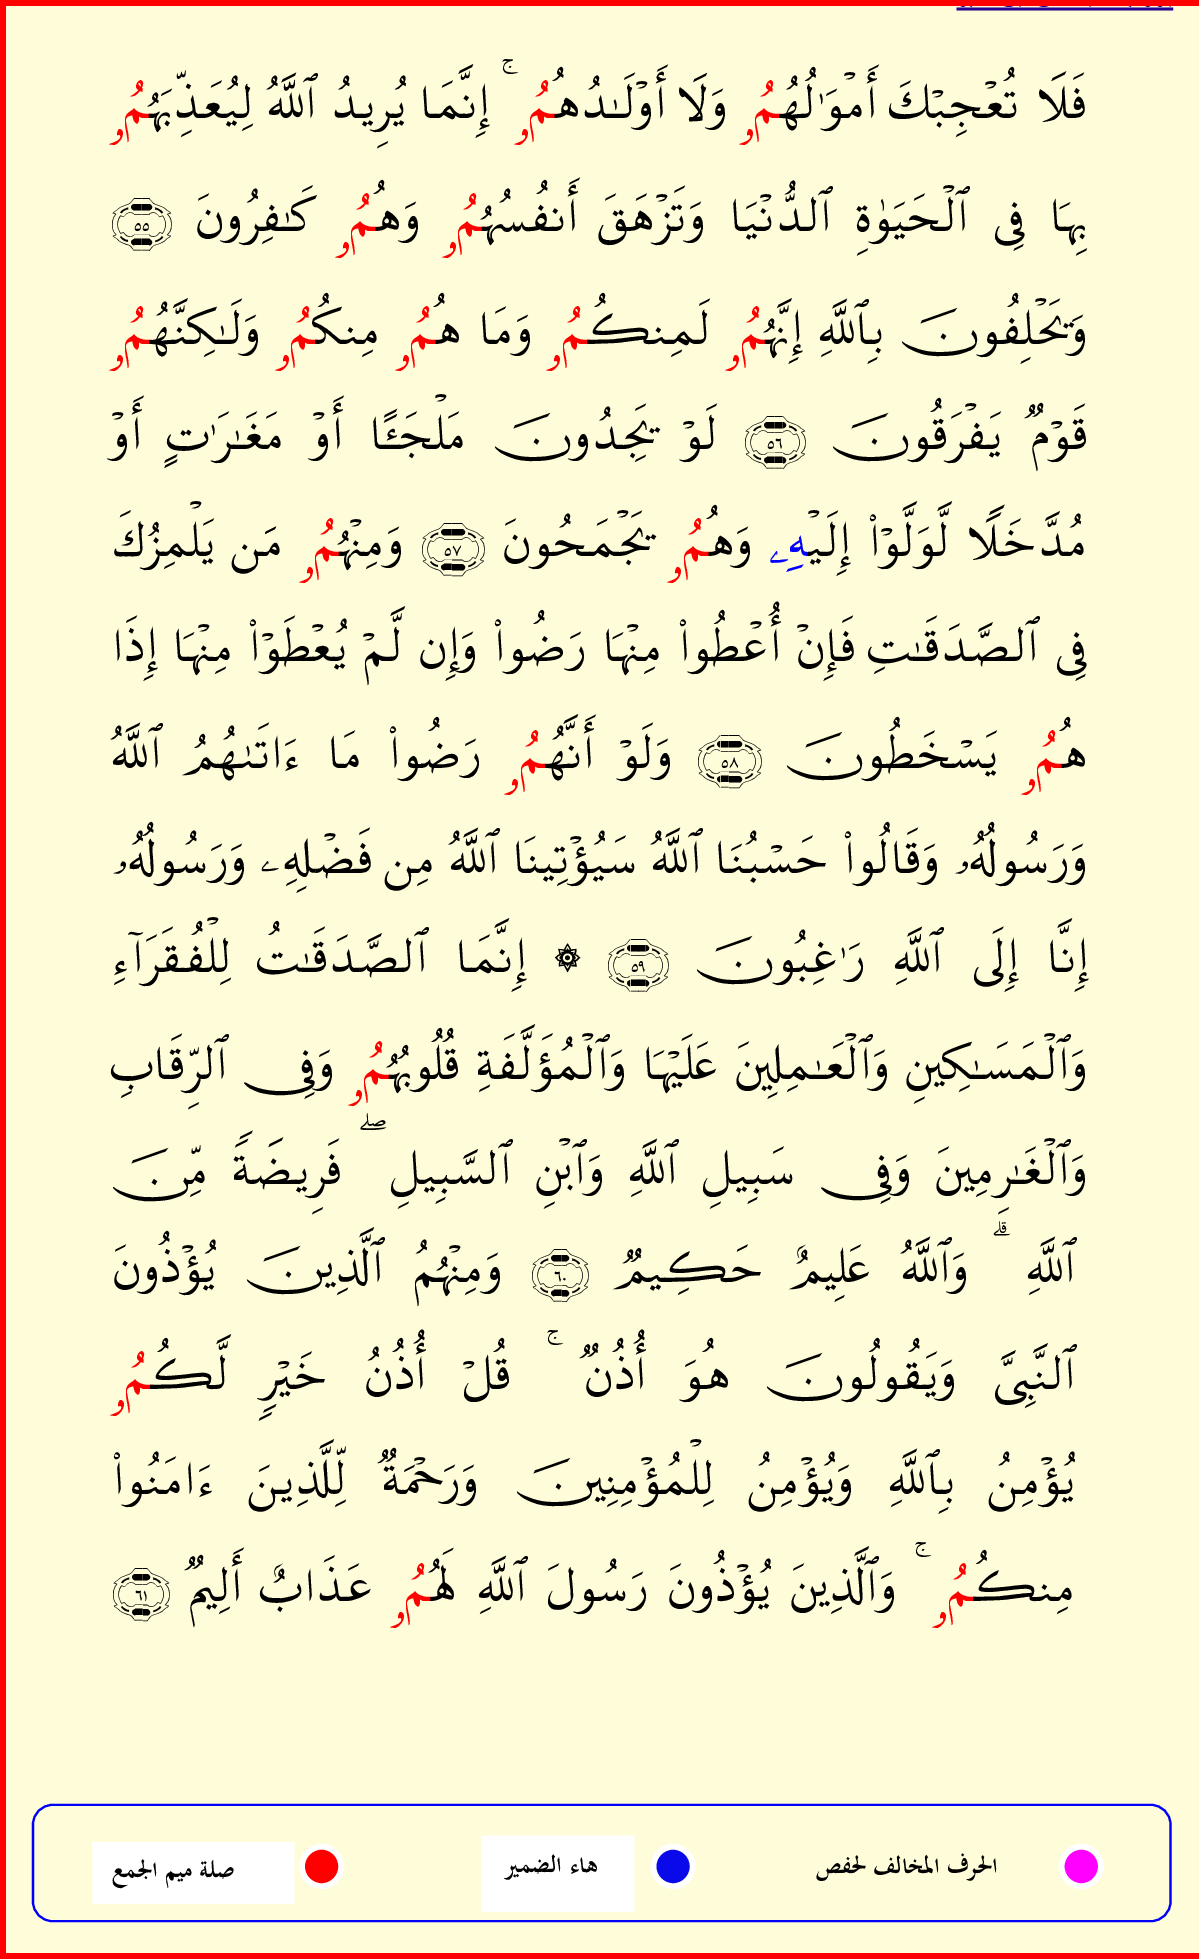 فَلَا تُعْجِبْكَ أَمْوَٰلُهُمُۥ وَلَا أَوْلَـٰدُهُمُۥ ۚ إِنَّمَا يُرِيدُ ٱللَّهُ لِيُعَذِّبَهُمُۥ
بِهَا فِى ٱلْحَيَوٰةِ ٱلدُّنْيَا وَتَزْهَقَ أَنفُسُهُمُۥ وَهُمُۥ كَـٰفِرُونَ ٥٥
وَيَحْلِفُونَ بِٱللَّهِ إِنَّهُمُۥ لَمِنكُمُۥ وَمَا هُمُۥ مِنكُمُۥ وَلَـٰكِنَّهُمُۥ
قَوْمٌ يَفْرَقُونَ ٥٦ لَوْ يَجِدُونَ مَلْجَـًٔا أَوْ مَغَـٰرَٰتٍ أَوْ
مُدَّخَلًا لَّوَلَّوْا۟ إِلَيْهِۦ وَهُمُۥ يَجْمَحُونَ ٥٧ وَمِنْهُمُۥ مَن يَلْمِزُكَ
فِى ٱلصَّدَقَـٰتِ فَإِنْ أُعْطُوا۟ مِنْهَا رَضُوا۟ وَإِن لَّمْ يُعْطَوْا۟ مِنْهَا إِذَا
هُمُۥ يَسْخَطُونَ ٥٨ وَلَوْ أَنَّهُمُۥ رَضُوا۟ مَا ءَاتَىٰهُمُ ٱللَّهُ
وَرَسُولُهُۥ وَقَالُوا۟ حَسْبُنَا ٱللَّهُ سَيُؤْتِينَا ٱللَّهُ مِن فَضْلِهِۦ وَرَسُولُهُۥ
إِنَّا إِلَى ٱللَّهِ رَٰغِبُونَ ٥٩ ۞ إِنَّمَا ٱلصَّدَقَـٰتُ لِلْفُقَرَآءِ
وَٱلْمَسَـٰكِينِ وَٱلْعَـٰمِلِينَ عَلَيْهَا وَٱلْمُؤَلَّفَةِ قُلُوبُهُمُۥ وَفِى ٱلرِّقَابِ
وَٱلْغَـٰرِمِينَ وَفِى سَبِيلِ ٱللَّهِ وَٱبْنِ ٱلسَّبِيلِ ۖ فَرِيضَةً مِّنَ
ٱللَّهِ ۗ وَٱللَّهُ عَلِيمٌ حَكِيمٌ ٦٠ وَمِنْهُمُ ٱلَّذِينَ يُؤْذُونَ
ٱلنَّبِىَّ وَيَقُولُونَ هُوَ أُذُنٌ ۚ قُلْ أُذُنُ خَيْرٍ لَّكُمُۥ
يُؤْمِنُ بِٱللَّهِ وَيُؤْمِنُ لِلْمُؤْمِنِينَ وَرَحْمَةٌ لِّلَّذِينَ ءَامَنُوا۟
مِنكُمُۥ ۚ وَٱلَّذِينَ يُؤْذُونَ رَسُولَ ٱللَّهِ لَهُمُۥ عَذَابٌ أَلِيمٌ ٦١
الحرف المخالف لحفص هاء الضمير صلة ميم الجمع